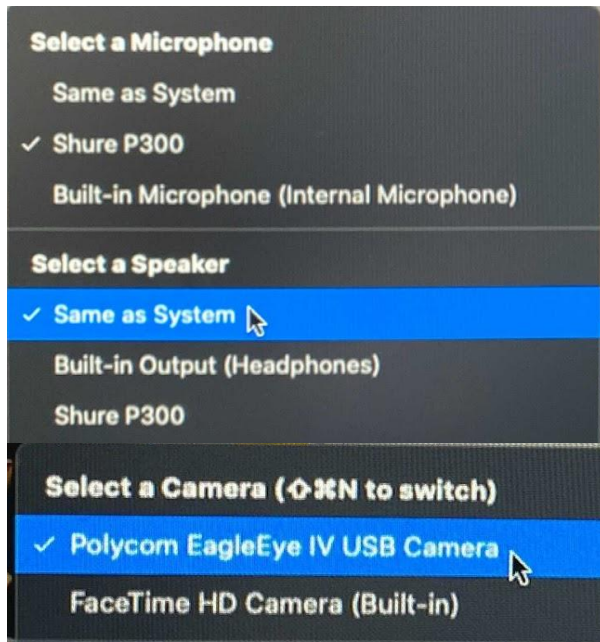 Select a Microphone
Same as System
✓ Shure P300
Built-in Microphone (Internal Microphone)
Select a Speaker
✓ Same as System
Built-in Output (Headphones)
Shure P300
Select a Camera (⇧⌘N to switch)
✓ Polycom EagleEye IV USB Camera
FaceTime HD Camera (Built-in)